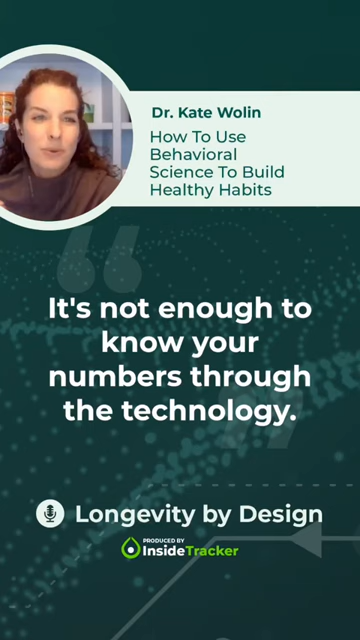 Dr. Kate Wolin
How To Use
Behavioral
Science To Build
Healthy Habits
It's not enough to
know your
numbers through
the technology.
Longevity by Design
PRODUCED BY
InsideTracker